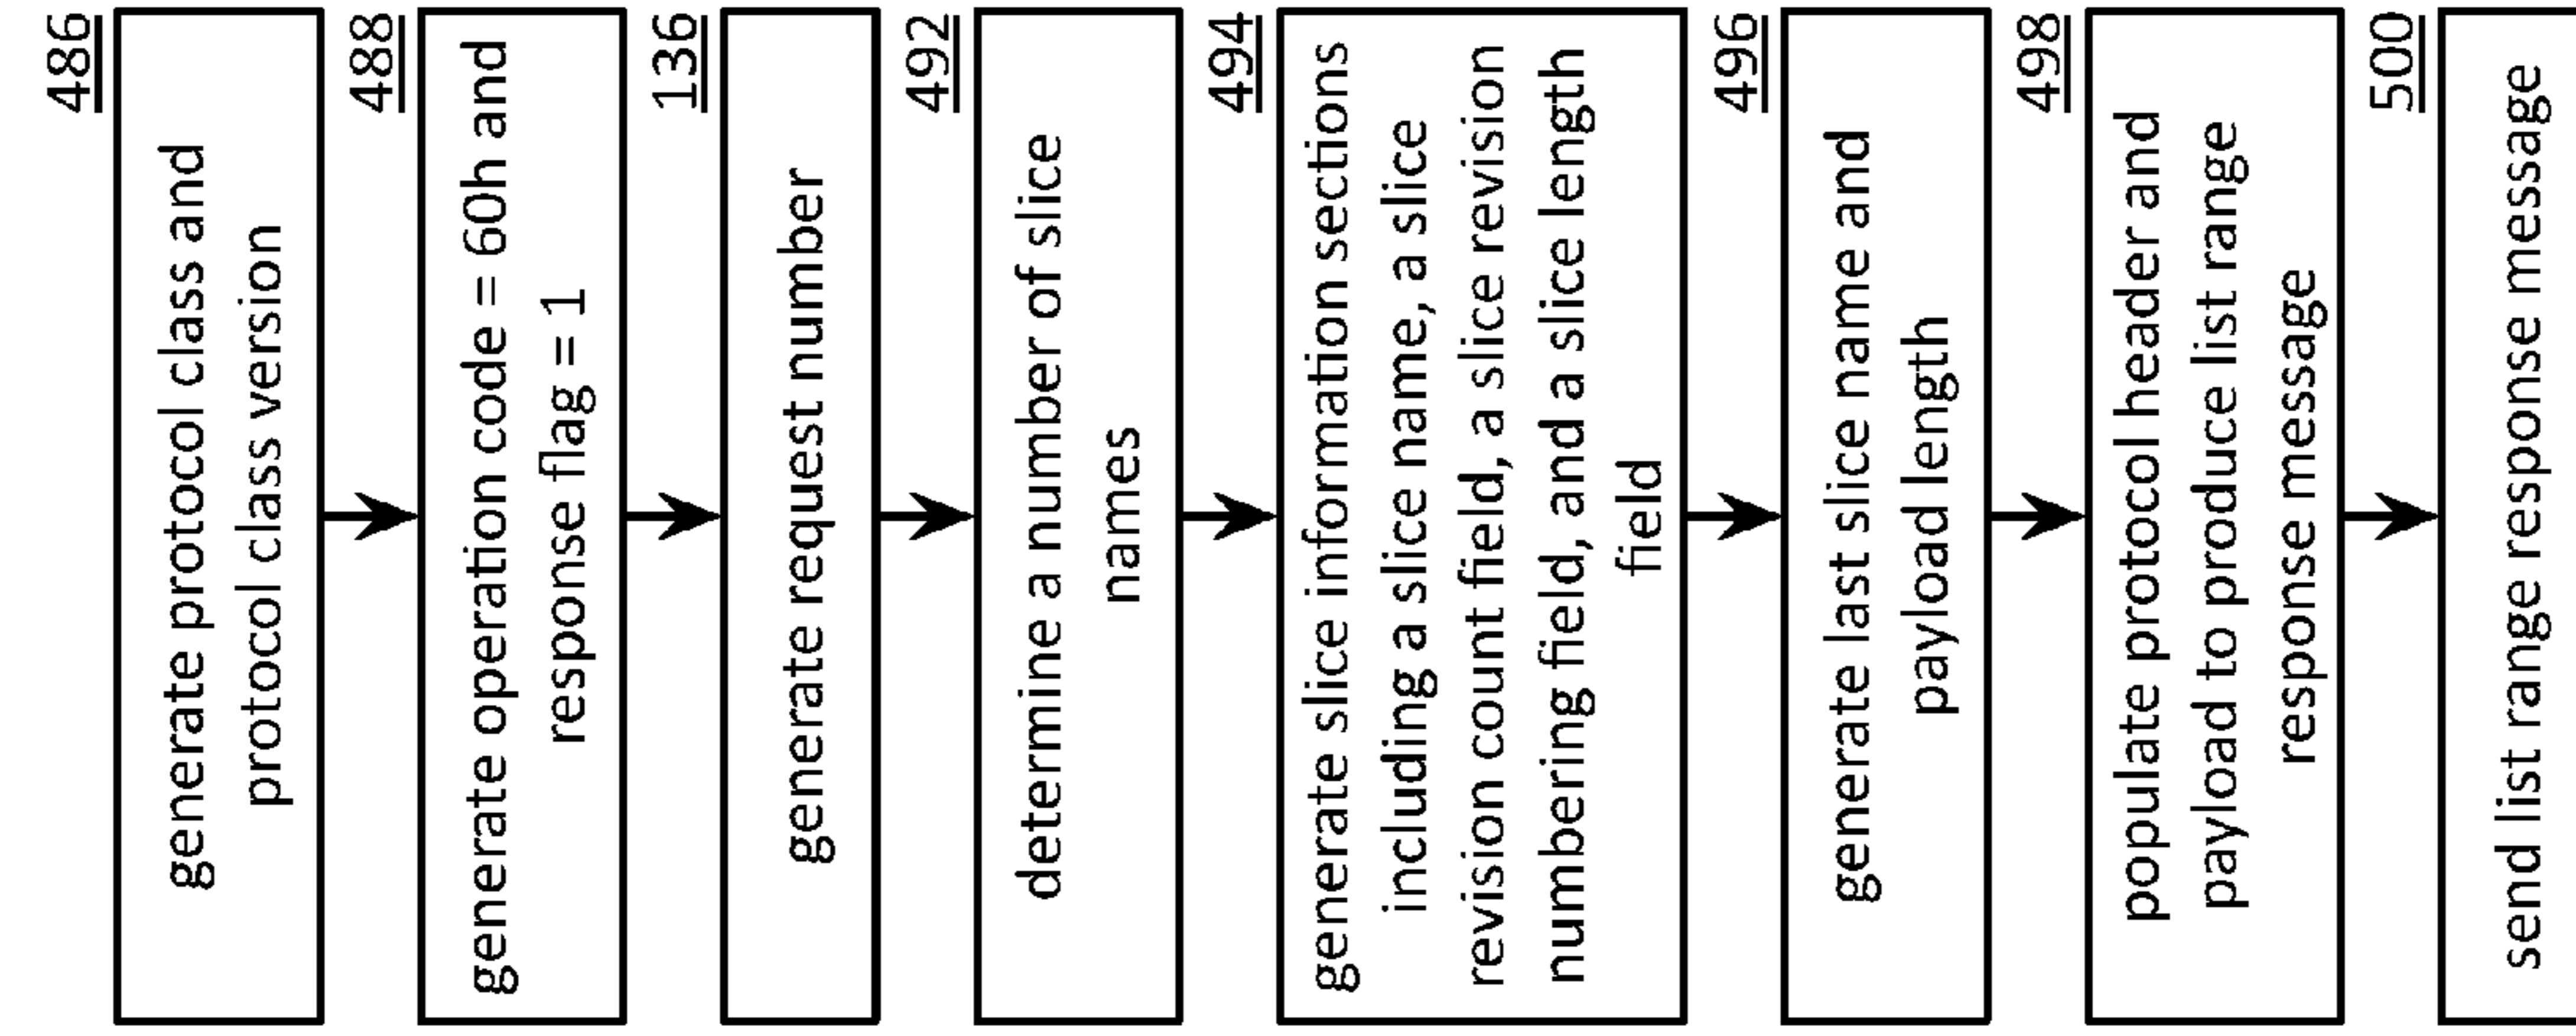 486
generate protocol class and
protocol class version
488
generate operation code = 60h and
response flag = 1
136
generate request number
492
determine a number of slice
names
494
generate slice information sections
including a slice name, a slice
revision count field, a slice revision
numbering field, and a slice length
field
496
generate last slice name and
payload length
498
populate protocol header and
payload to produce list range
response message
500
send list range response message